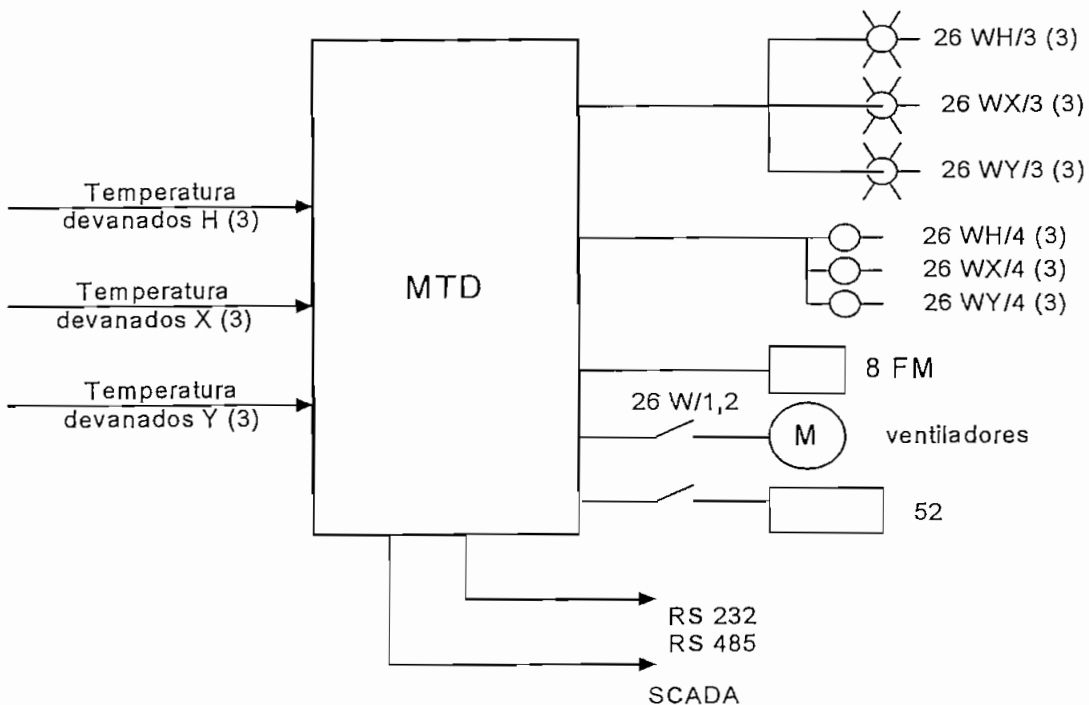 26 WH/3 (3)
26 WX/3 (3)
26 WY/3 (3)
Temperatura
devanados H (3)
Temperatura
devanados X (3)
Temperatura
devanados Y (3)
MTD
26 WH/4 (3)
26 WX/4 (3)
26 WY/4 (3)
8 FM
26 W/1,2
M
ventiladores
52
RS 232
RS 485
SCADA